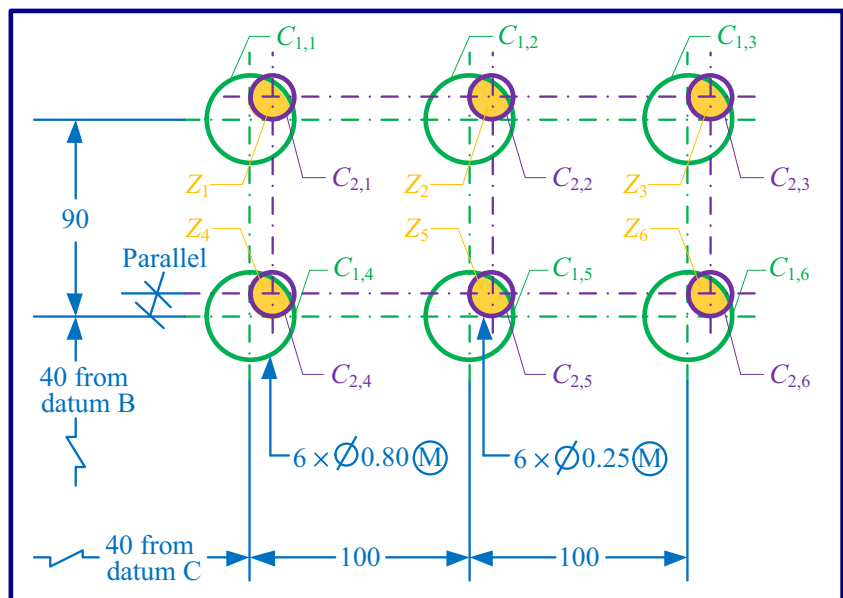 C1,1 C1,2 C1,3
Z1 C2,1 Z2 C2,2 Z3 C2,3
90
Z4 Z5 Z6
Parallel C1,4 C1,5 C1,6
40 from
datum B
C2,4 C2,5 C2,6
6 × Ø0.80 Ⓜ 6 × Ø0.25 Ⓜ
40 from
datum C
100 100